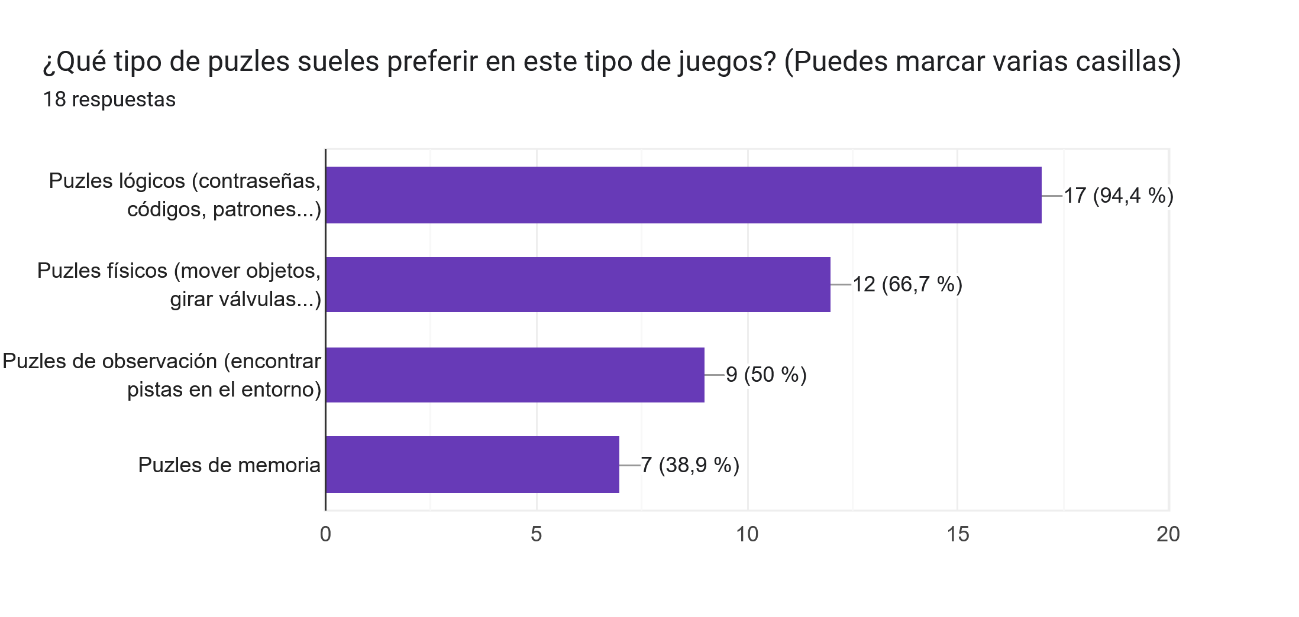 ¿Qué tipo de puzles sueles preferir en este tipo de juegos? (Puedes marcar varias casillas)
18 respuestas
Puzles lógicos (contraseñas,
códigos, patrones...)
17 (94,4 %)
Puzles físicos (mover objetos,
girar válvulas...)
12 (66,7 %)
Puzles de observación (encontrar
pistas en el entorno)
9 (50 %)
Puzles de memoria
7 (38,9 %)
0 5 10 15 20